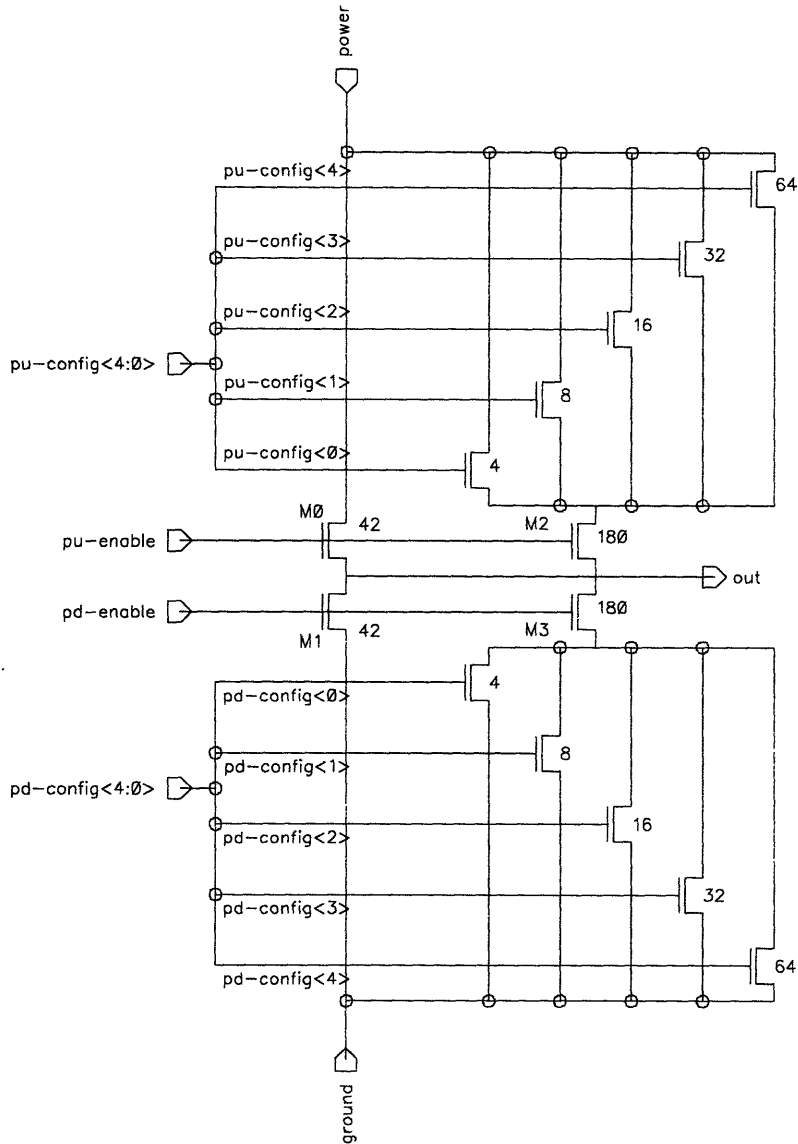 power
pu-config<4>
64
pu-config<3>
32
pu-config<2>
16
pu-config<4:0>
pu-config<1>
8
pu-config<0>
4
M0
42
M2
180
pu-enable
out
pd-enable
180
M1
42
M3
4
pd-config<0>
8
pd-config<1>
pd-config<4:0>
16
pd-config<2>
32
pd-config<3>
64
pd-config<4>
ground